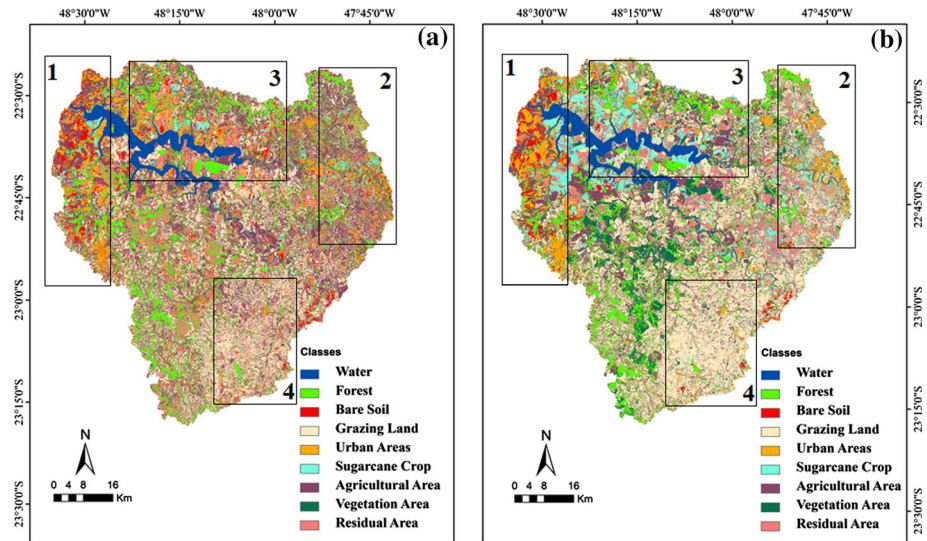 48°30'0"S 48°15'0"S 48°0'0"S 47°45'0"S
(a)
1
3
2
4
22°30'0"S
22°45'0"S
23°0'0"S
23°15'0"S
23°30'0"S
Classes
Water
Forest
Bare Soil
Grazing Land
Urban Areas
Sugarcane Crop
Agricultural Area
Vegetation Area
Residual Area
N
0 4 8 16
Km
48°30'0"S 48°15'0"S 48°0'0"S 47°45'0"S
(b)
1
3
2
4
22°30'0"S
22°45'0"S
23°0'0"S
23°15'0"S
23°30'0"S
Classes
Water
Forest
Bare Soil
Grazing Land
Urban Areas
Sugarcane Crop
Agricultural Area
Vegetation Area
Residual Area
N
0 4 8 16
Km